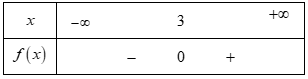 x −∞ 3 +∞
f(x) − 0 +